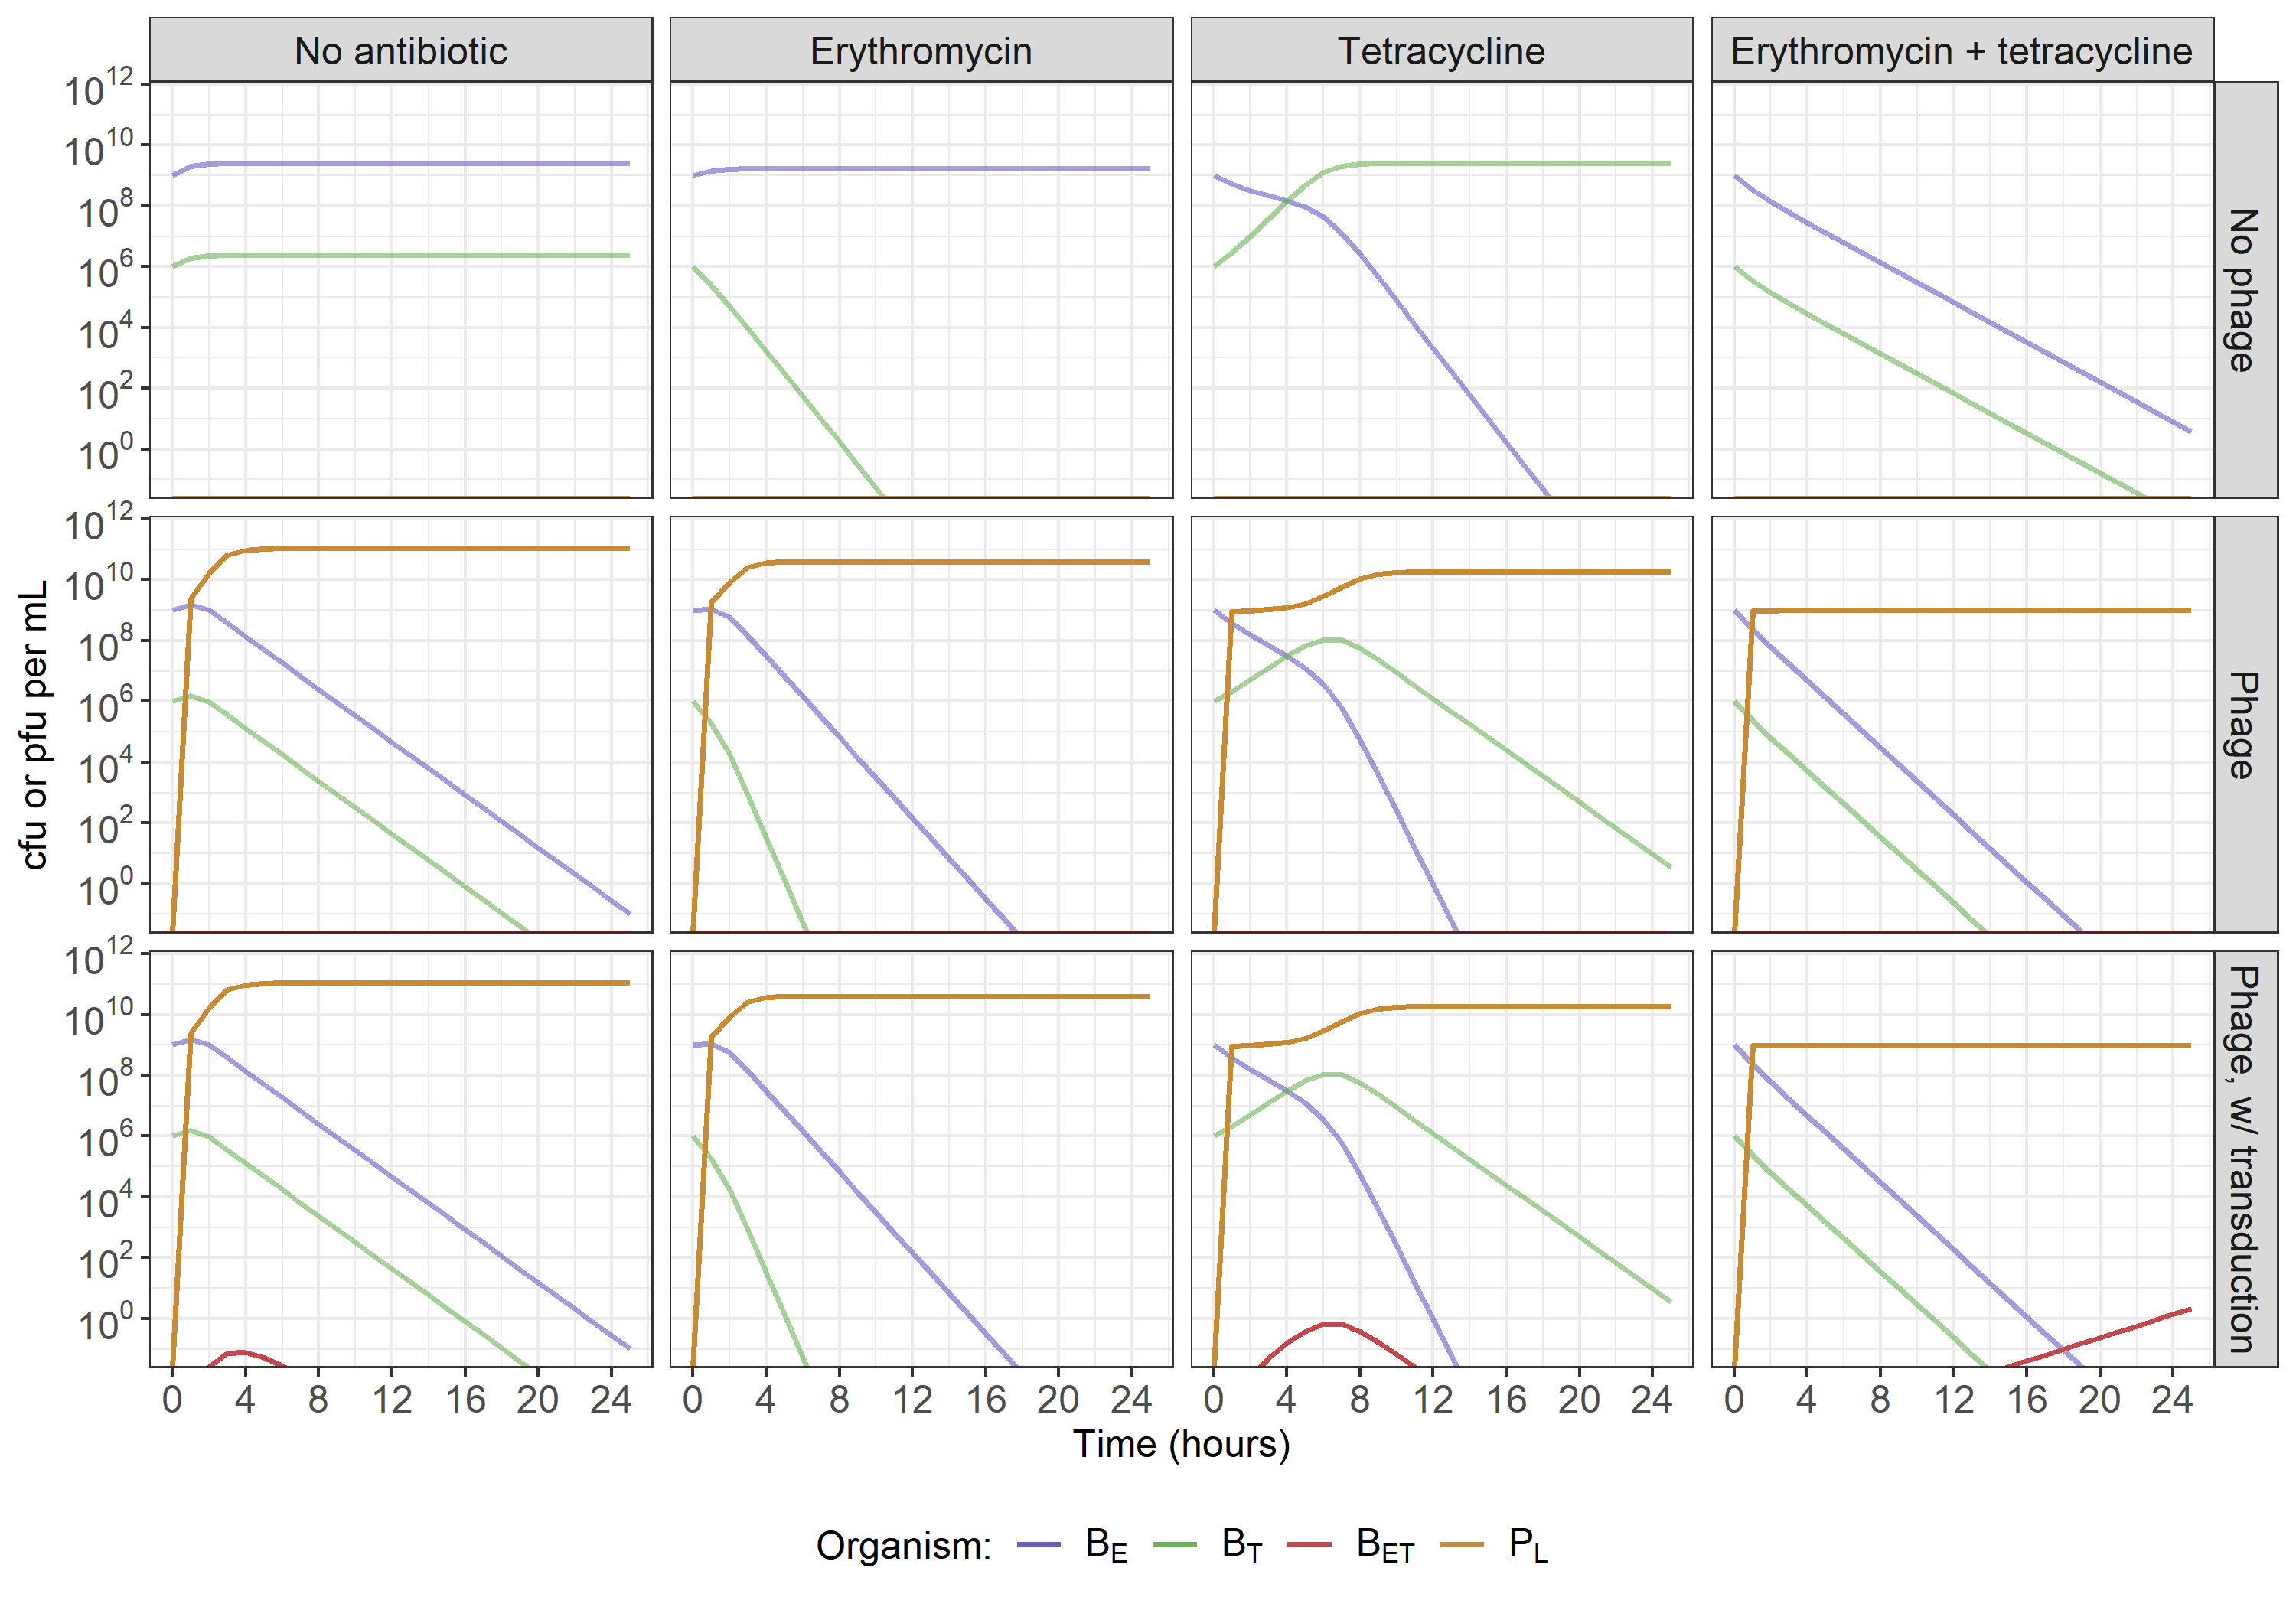 No antibiotic Erythromycin Tetracycline Erythromycin + tetracycline
10^12
10^10
10^8
10^6
10^4
10^2
10^0
No phage
10^12
10^10
10^8
10^6
10^4
10^2
10^0
Phage
10^12
10^10
10^8
10^6
10^4
10^2
10^0
Phage, w/ transduction
cfu or pfu per mL
0 4 8 12 16 20 24 0 4 8 12 16 20 24 0 4 8 12 16 20 24 0 4 8 12 16 20 24
Time (hours)
Organism: B_E B_T B_ET P_L